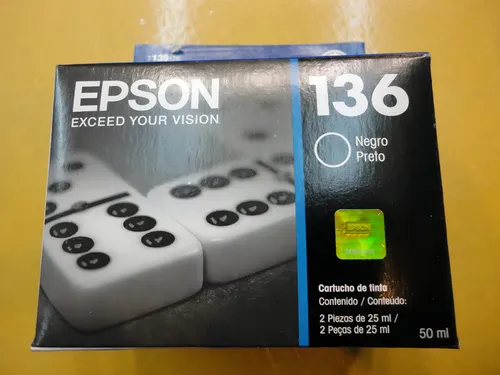 136
EPSON
EXCEED YOUR VISION
136
Negro
Preto
EPSON
Cartucho de tinta
Contenido / Conteúdo:
2 Piezas de 25 ml /
2 Peças de 25 ml
50 ml